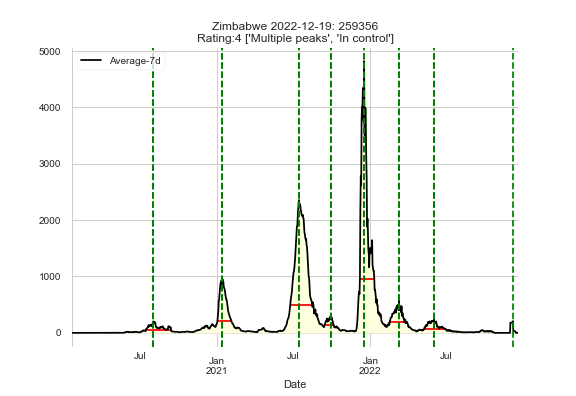 Zimbabwe 2022-12-19: 259356
Rating:4 ['Multiple peaks', 'In control']
Average-7d
5000
4000
3000
2000
1000
0
Jul
Jan
2021
Jul
Jan
2022
Jul
Date